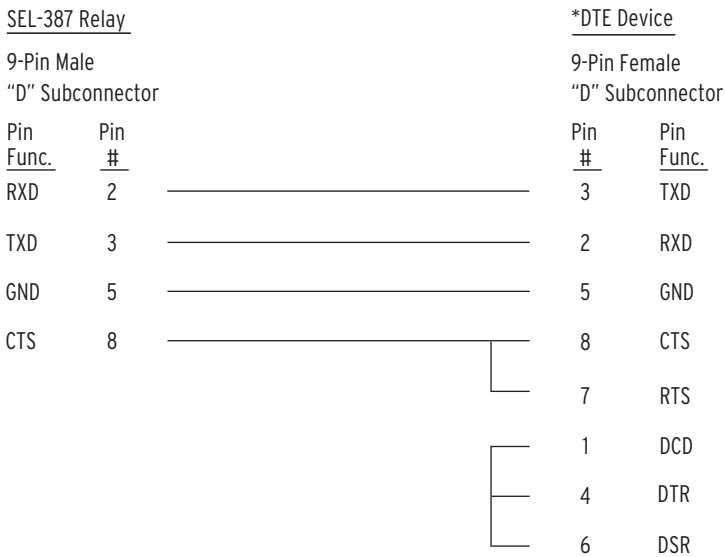 SEL-387 Relay *DTE Device
9-Pin Male 9-Pin Female
“D” Subconnector “D” Subconnector
Pin Pin Pin Pin
Func. # # Func.
RXD 2 3 TXD
TXD 3 2 RXD
GND 5 5 GND
CTS 8 8 CTS
7 RTS
1 DCD
4 DTR
6 DSR